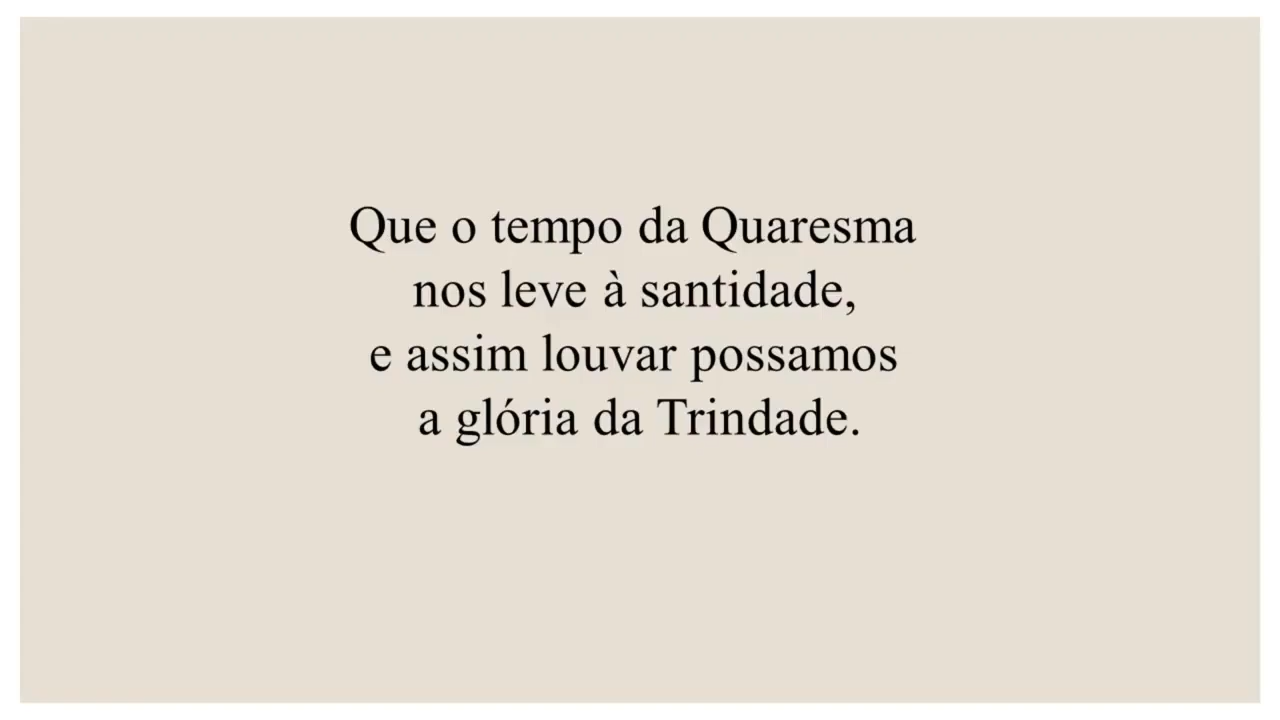 Que o tempo da Quaresma
nos leve à santidade,
e assim louvar possamos
a glória da Trindade.